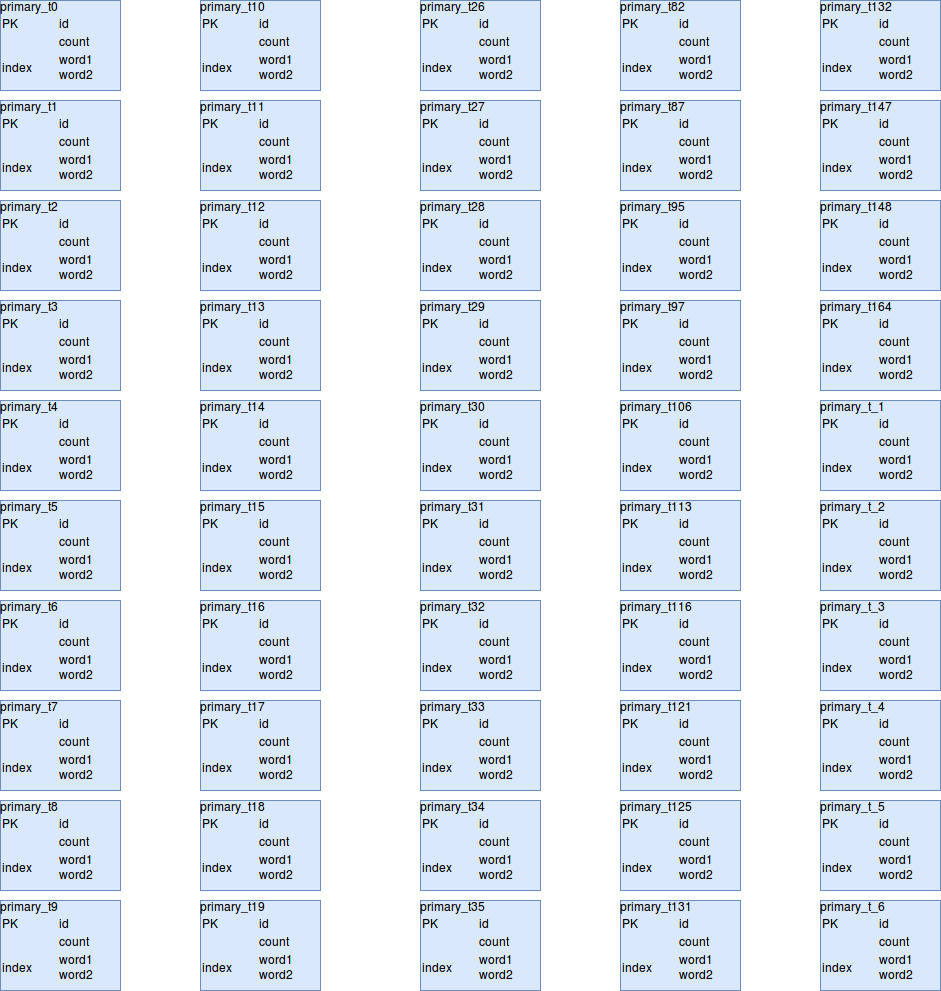 primary_t0
PK id
count
word1
index
word2
primary_t1
PK id
count
word1
index
word2
primary_t2
PK id
count
word1
index
word2
primary_t3
PK id
count
word1
index
word2
primary_t4
PK id
count
word1
index
word2
primary_t5
PK id
count
word1
index
word2
primary_t6
PK id
count
word1
index
word2
primary_t7
PK id
count
word1
index
word2
primary_t8
PK id
count
word1
index
word2
primary_t9
PK id
count
word1
index
word2
primary_t10
PK id
count
word1
index
word2
primary_t11
PK id
count
word1
index
word2
primary_t12
PK id
count
word1
index
word2
primary_t13
PK id
count
word1
index
word2
primary_t14
PK id
count
word1
index
word2
primary_t15
PK id
count
word1
index
word2
primary_t16
PK id
count
word1
index
word2
primary_t17
PK id
count
word1
index
word2
primary_t18
PK id
count
word1
index
word2
primary_t19
PK id
count
word1
index
word2
primary_t26
PK id
count
word1
index
word2
primary_t27
PK id
count
word1
index
word2
primary_t28
PK id
count
word1
index
word2
primary_t29
PK id
count
word1
index
word2
primary_t30
PK id
count
word1
index
word2
primary_t31
PK id
count
word1
index
word2
primary_t32
PK id
count
word1
index
word2
primary_t33
PK id
count
word1
index
word2
primary_t34
PK id
count
word1
index
word2
primary_t35
PK id
count
word1
index
word2
primary_t82
PK id
count
word1
index
word2
primary_t87
PK id
count
word1
index
word2
primary_t95
PK id
count
word1
index
word2
primary_t97
PK id
count
word1
index
word2
primary_t106
PK id
count
word1
index
word2
primary_t113
PK id
count
word1
index
word2
primary_t116
PK id
count
word1
index
word2
primary_t121
PK id
count
word1
index
word2
primary_t125
PK id
count
word1
index
word2
primary_t131
PK id
count
word1
index
word2
primary_t132
PK id
count
word1
index
word2
primary_t147
PK id
count
word1
index
word2
primary_t148
PK id
count
word1
index
word2
primary_t164
PK id
count
word1
index
word2
primary_t_1
PK id
count
word1
index
word2
primary_t_2
PK id
count
word1
index
word2
primary_t_3
PK id
count
word1
index
word2
primary_t_4
PK id
count
word1
index
word2
primary_t_5
PK id
count
word1
index
word2
primary_t_6
PK id
count
word1
index
word2